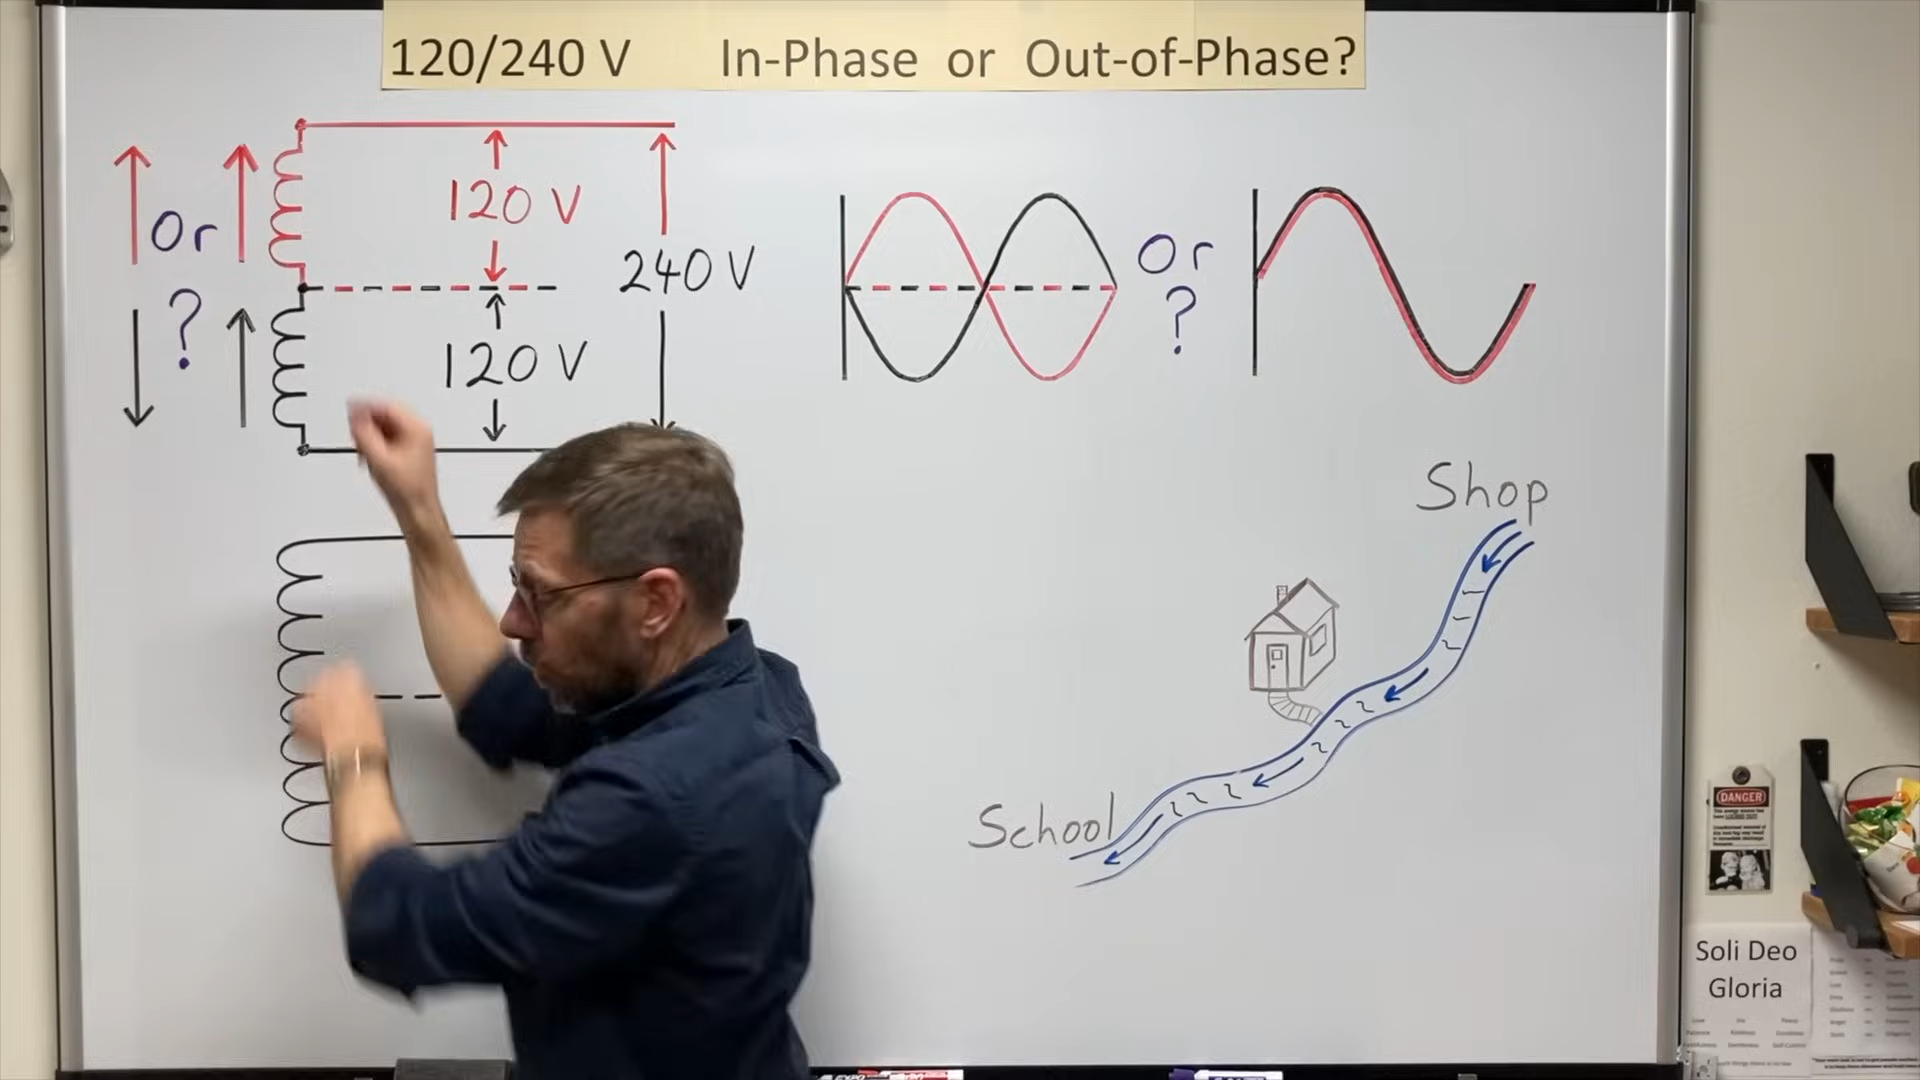 120/240 V In-Phase or Out-of-Phase?
or
?
120 V
240 V
120 V
or
?
Shop
School
DANGER
Soli Deo
Gloria
EXPO